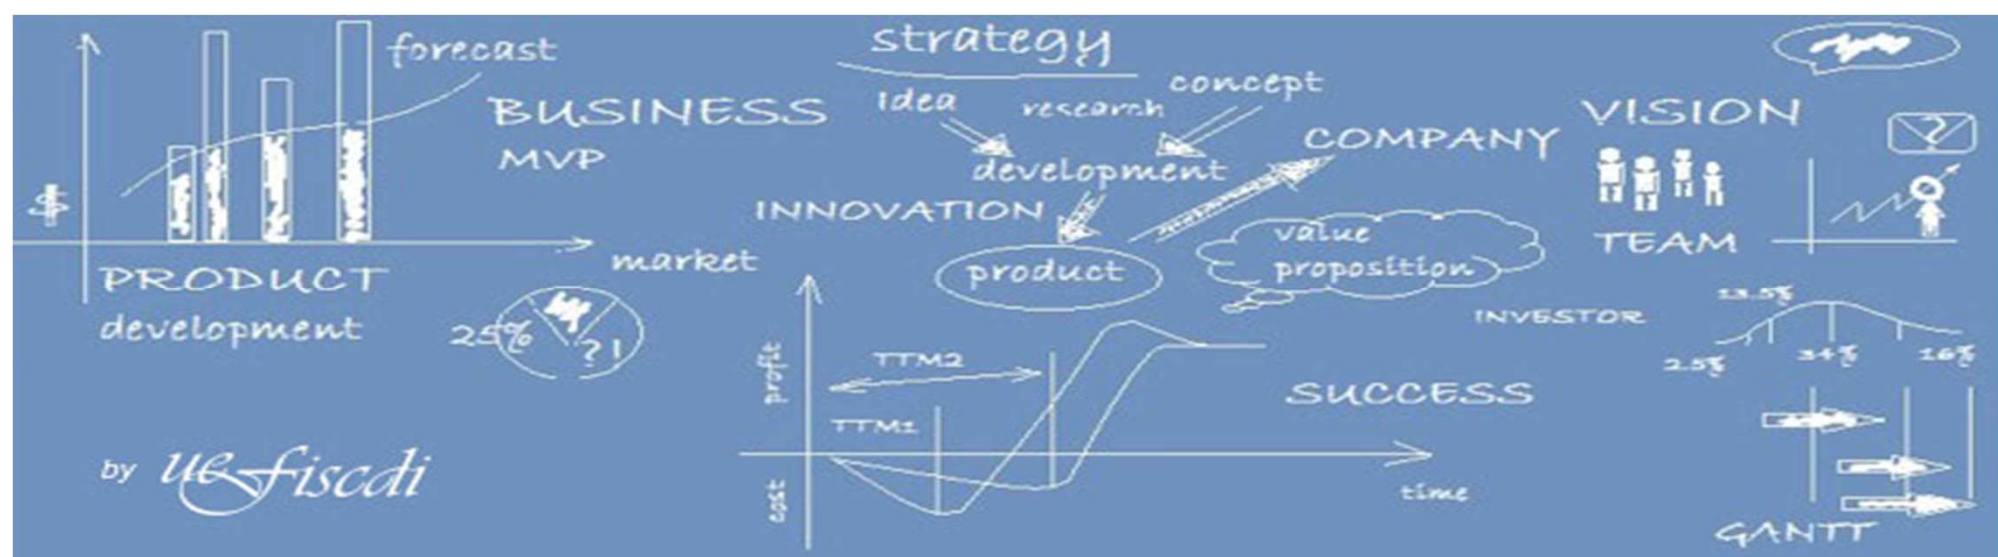 forecast
$
BUSINESS
MVP
market
PRODUCT
development
25%
?!
by uefiscdi
strategy
Idea
research
concept
development
INNOVATION
product
COMPANY
value
proposition
profit
cost
TTM2
TTM1
time
SUCCESS
VISION
TEAM
?
INVESTOR
13.5%
2.5%
34%
16%
GANTT